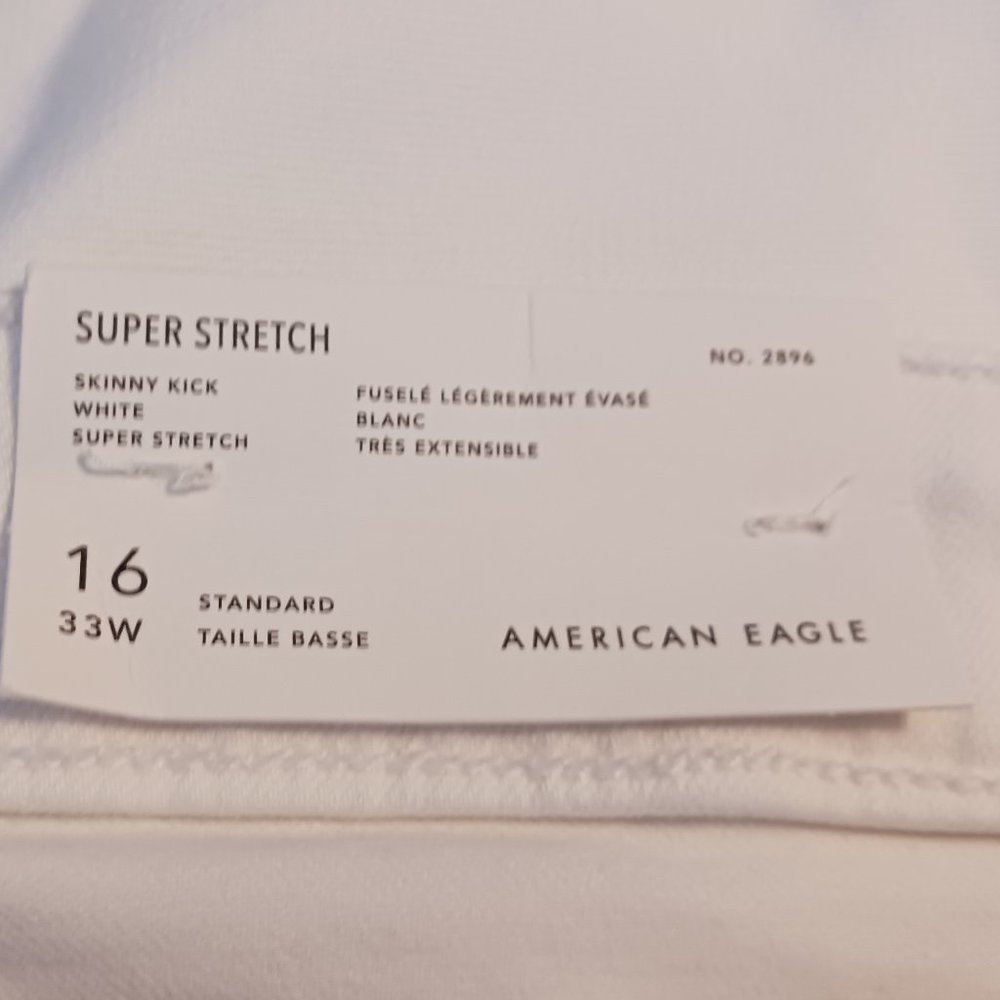 SUPER STRETCH
NO. 2896
SKINNY KICK
WHITE
SUPER STRETCH
FUSELÉ LÉGÈREMENT ÉVASÉ
BLANC
TRÈS EXTENSIBLE
16
33W
STANDARD
TAILLE BASSE
AMERICAN EAGLE